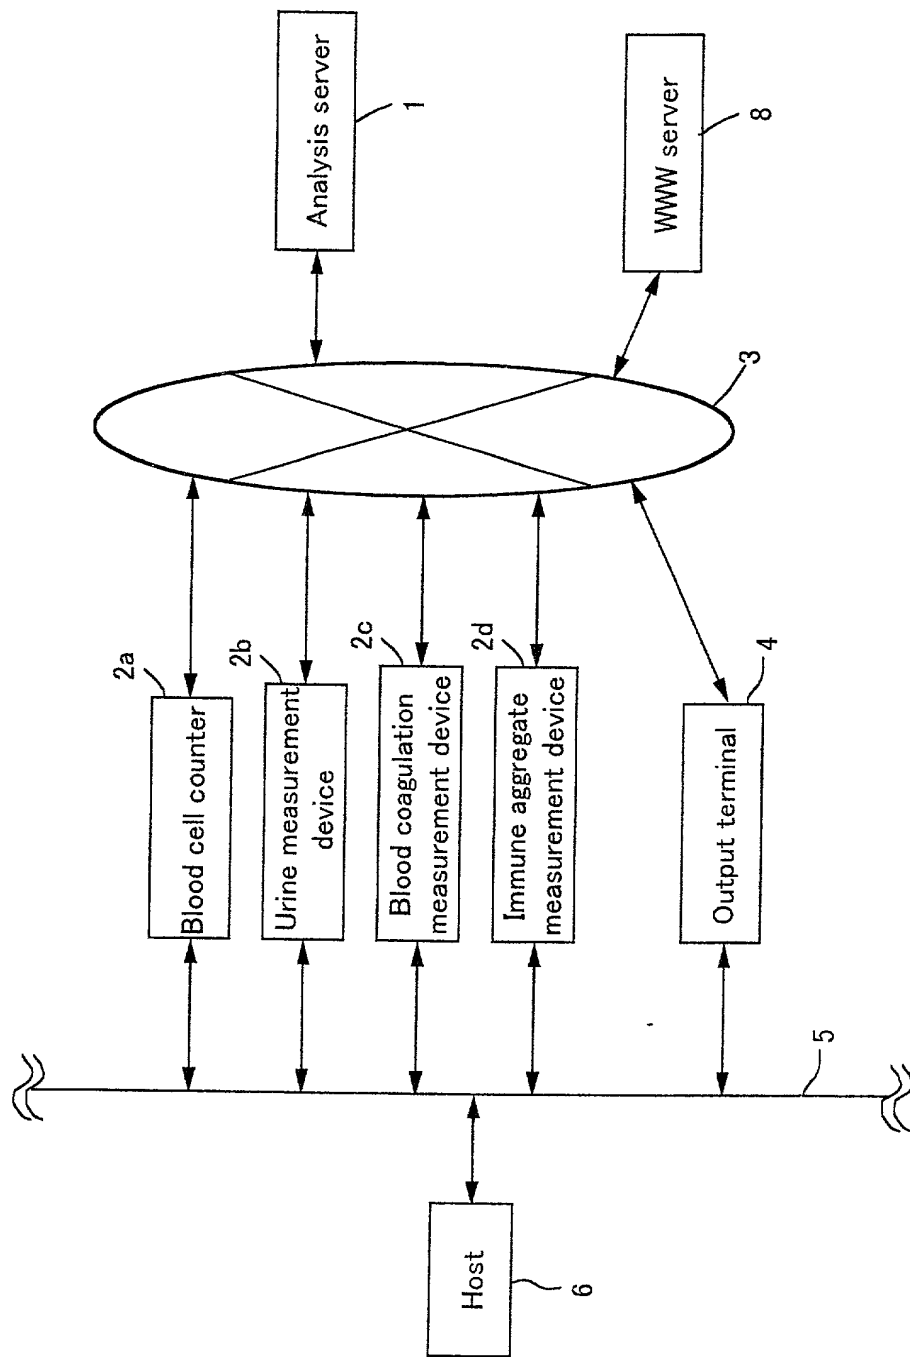 Analysis server
1
WWW server
8
3
2a
Blood cell counter
2b
Urine measurement
device
2c
Blood coagulation
measurement device
2d
Immune aggregate
measurement device
4
Output terminal
5
Host
6